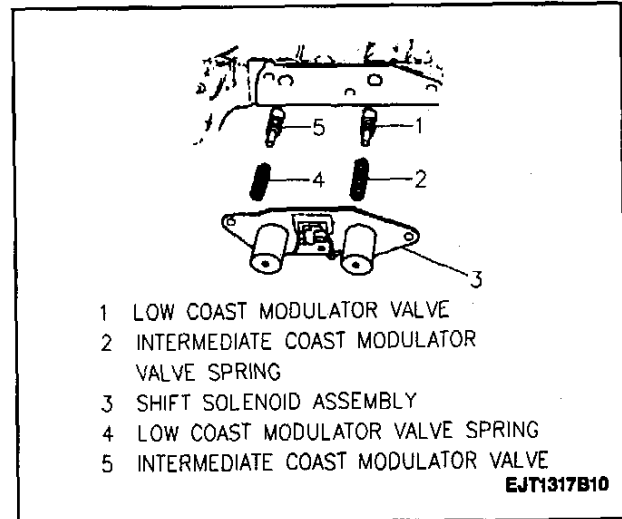 5
1
4
2
3
1 LOW COAST MODULATOR VALVE
2 INTERMEDIATE COAST MODULATOR
VALVE SPRING
3 SHIFT SOLENOID ASSEMBLY
4 LOW COAST MODULATOR VALVE SPRING
5 INTERMEDIATE COAST MODULATOR VALVE
EJT1317B10